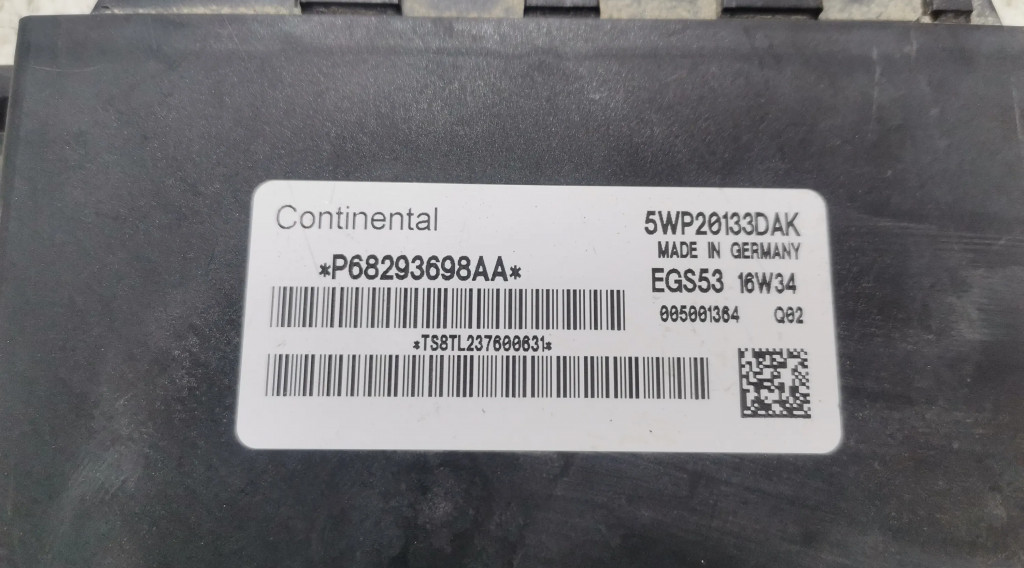 Continental
5WP20133DAK
MADE IN GERMANY
*P68293698AA*
EGS53 16W34
005001364 Q02
*TS8TL237600631*